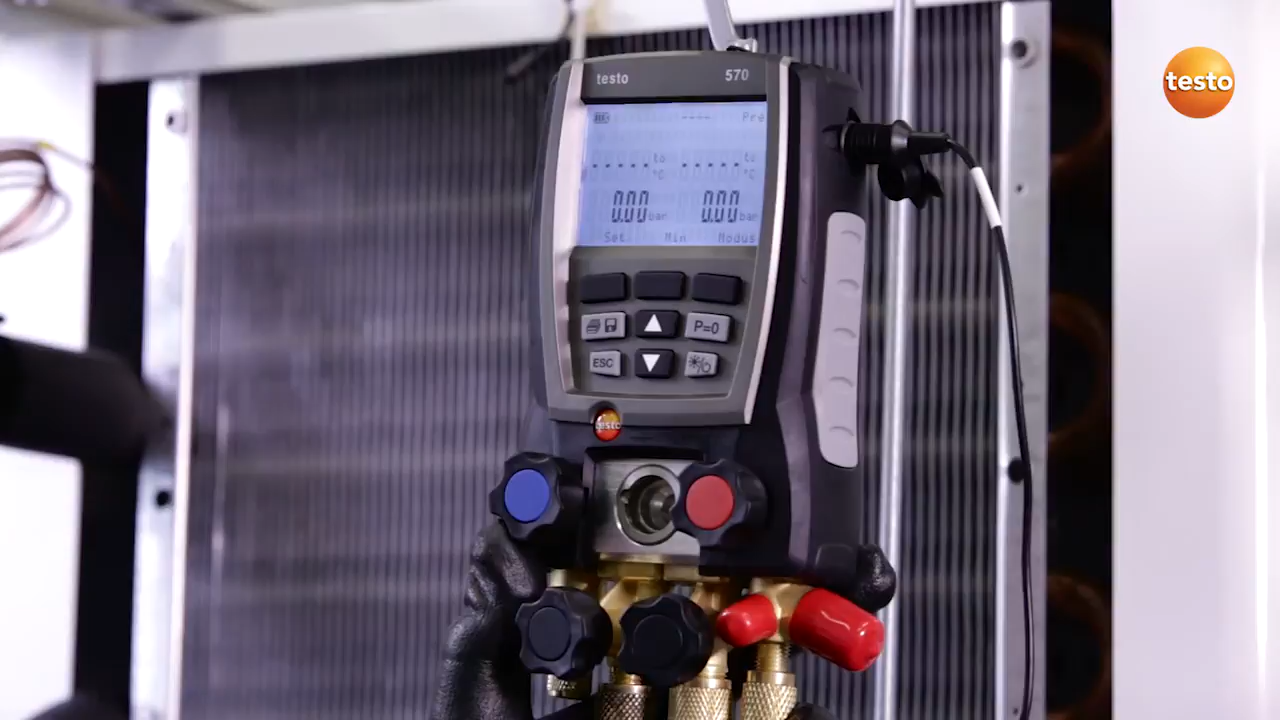 testo
testo 570
---- Pre
to to
°C °C
0.00 bar 0.00 bar
Set Min Modus
P=0
ESC
testo